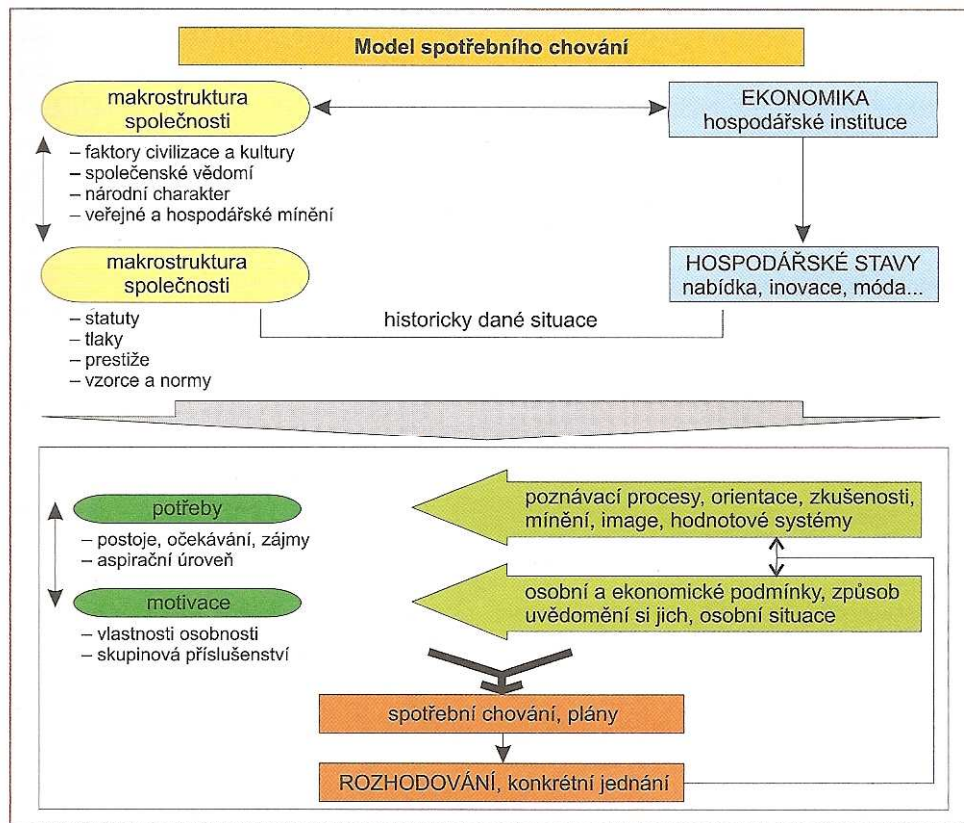 Model spotřebního chování
makrostruktura
společnosti
EKONOMIKA
hospodářské instituce
– faktory civilizace a kultury
– společenské vědomí
– národní charakter
– veřejné a hospodářské mínění
makrostruktura
společnosti
HOSPODÁŘSKÉ STAVY
nabídka, inovace, móda...
– statuty
– tlaky
– prestiže
– vzorce a normy
historicky dané situace
potřeby
– postoje, očekávání, zájmy
– aspirační úroveň
poznávací procesy, orientace, zkušenosti,
mínění, image, hodnotové systémy
motivace
– vlastnosti osobnosti
– skupinová příslušenství
osobní a ekonomické podmínky, způsob
uvědomění si jich, osobní situace
spotřební chování, plány
ROZHODOVÁNÍ, konkrétní jednání